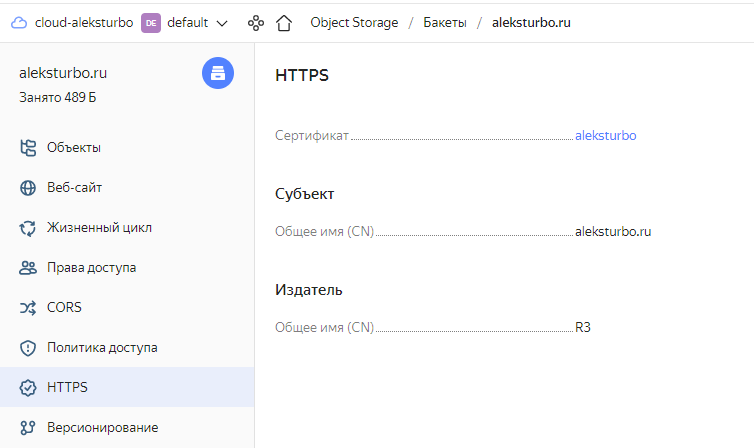 cloud-aleksturbo DE default Object Storage / Бакеты / aleksturbo.ru
aleksturbo.ru
Занято 489 Б
Объекты
Веб-сайт
Жизненный цикл
Права доступа
CORS
Политика доступа
HTTPS
Версионирование
HTTPS
Сертификат aleksturbo
Субъект
Общее имя (CN) aleksturbo.ru
Издатель
Общее имя (CN) R3